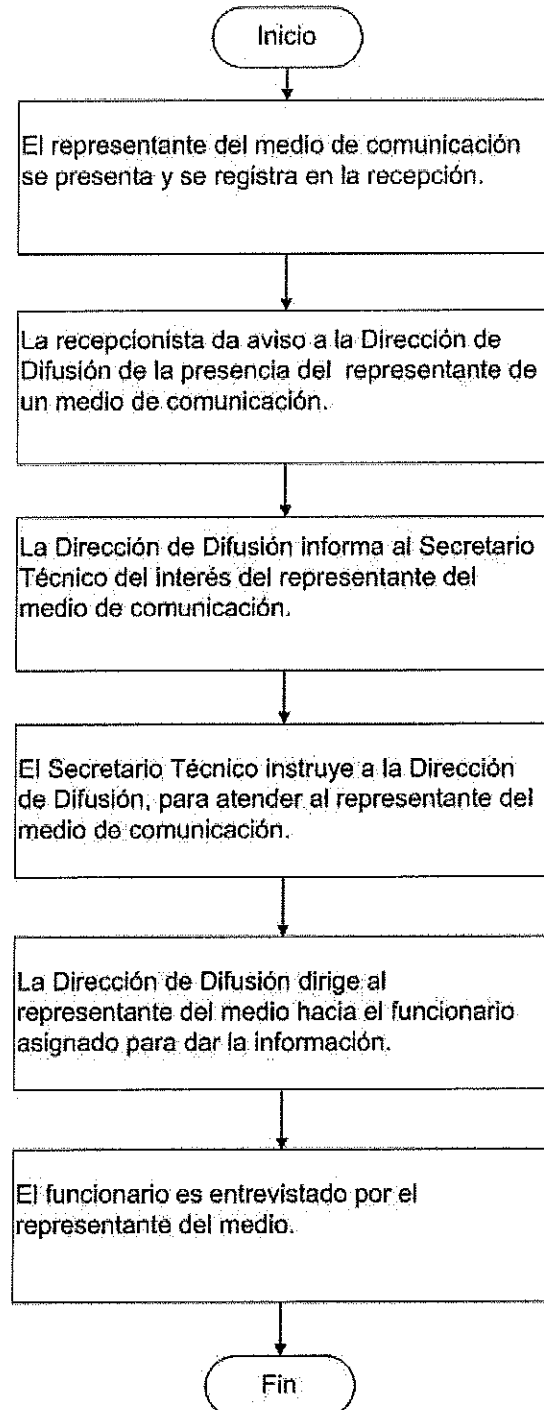 Inicio
El representante del medio de comunicación
se presenta y se registra en la recepción.
La recepcionista da aviso a la Dirección de
Difusión de la presencia del representante de
un medio de comunicación.
La Dirección de Difusión informa al Secretario
Técnico del interés del representante del
medio de comunicación.
El Secretario Técnico instruye a la Dirección
de Difusión, para atender al representante del
medio de comunicación.
La Dirección de Difusión dirige al
representante del medio hacia el funcionario
asignado para dar la información.
El funcionario es entrevistado por el
representante del medio.
Fin